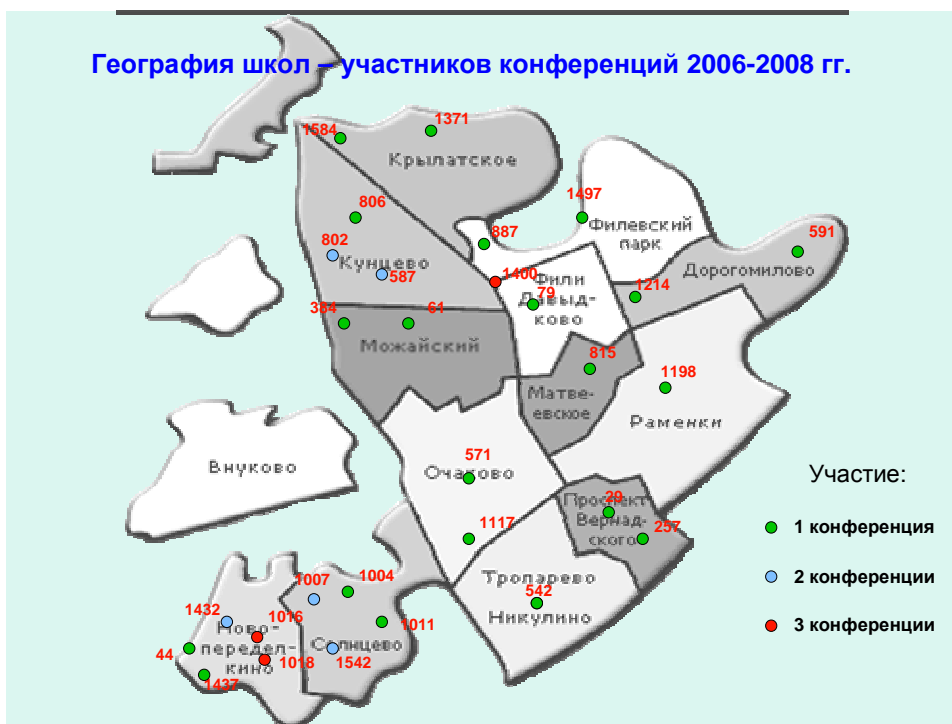 География школ – участников конференций 2006-2008 гг.
1371
1584
Крылатское
806
1497
Филевский
парк
591
802
887
Кунцево
587
1400
Дорогомилово
Фили
79
Давыд-
ково
1214
384
61
Можайский
815
1198
Матве-
евское
Раменки
571
Внуково
Очаково
Участие:
29
Проспект
Вернад-
ского
257
1 конференция
1117
Тропарево
542
Никулино
2 конференции
1007
1004
1432
1016
1011
3 конференции
Ново-
передел-
кино
Солнцево
44
1018
1542
1437